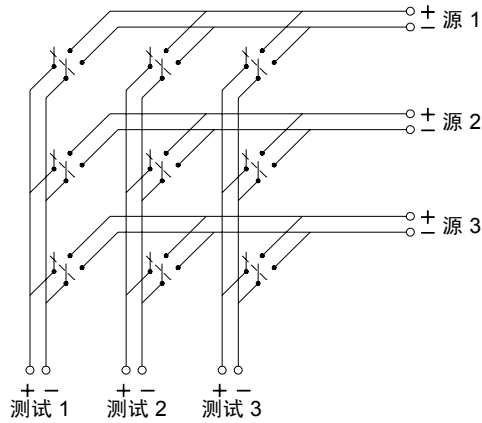 +
− 源 1
+
− 源 2
+
− 源 3
+ − + − + −
测试 1 测试 2 测试 3